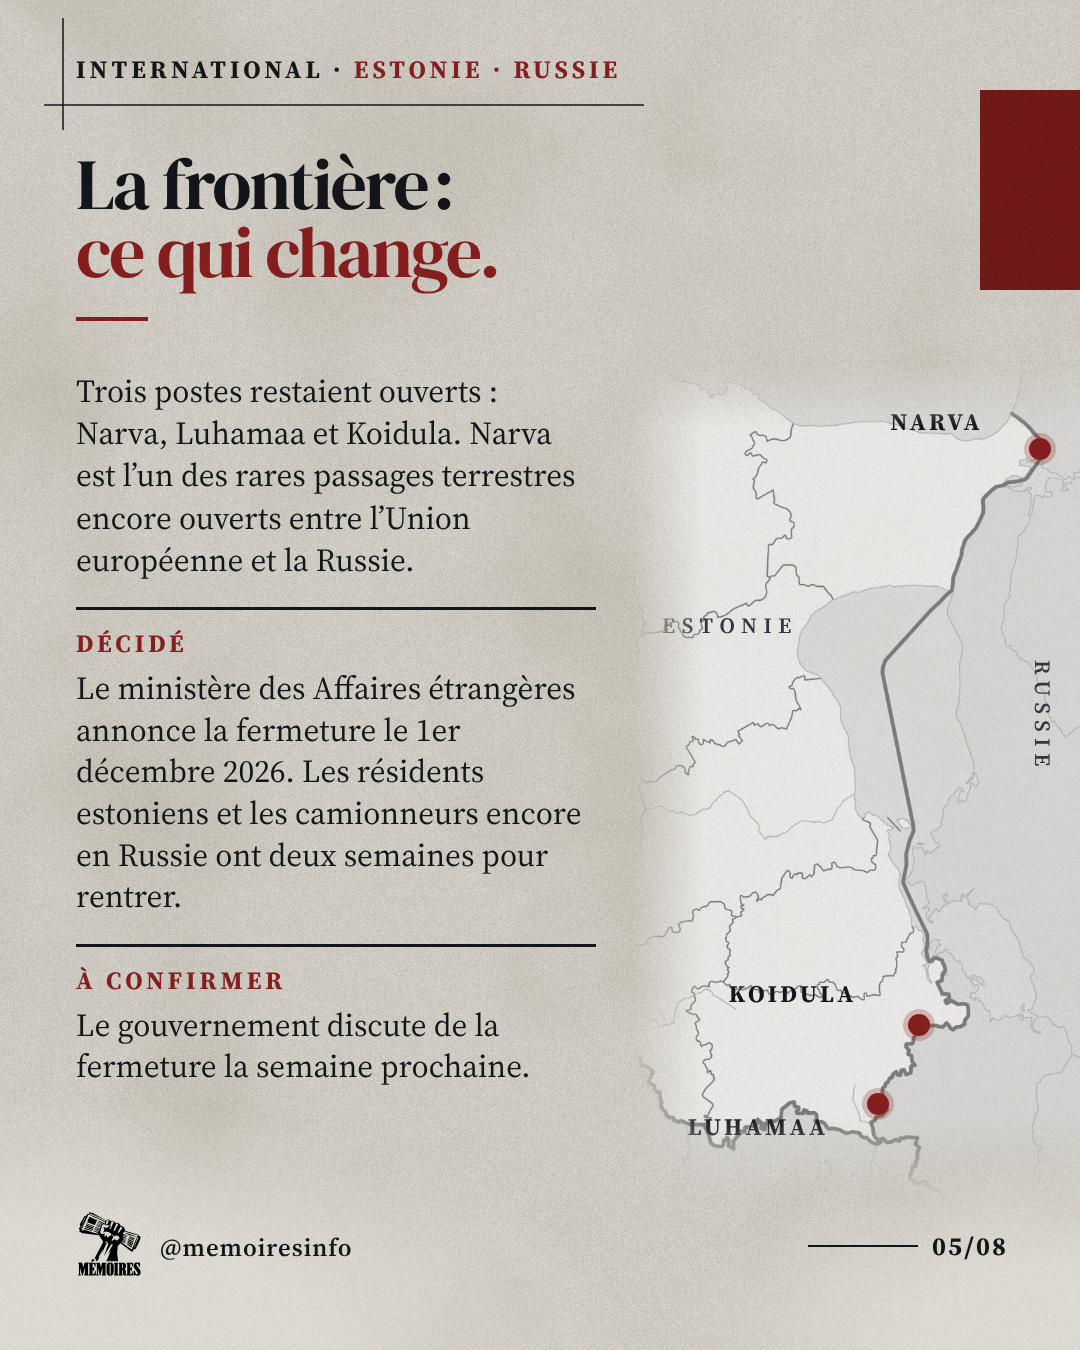 INTERNATIONAL · ESTONIE · RUSSIE
La frontière :
ce qui change.
Trois postes restaient ouverts :
Narva, Luhamaa et Koidula. Narva
est l’un des rares passages terrestres
encore ouverts entre l’Union
européenne et la Russie.
DÉCIDÉ
Le ministère des Affaires étrangères
annonce la fermeture le 1er
décembre 2026. Les résidents
estoniens et les camionneurs encore
en Russie ont deux semaines pour
rentrer.
À CONFIRMER
Le gouvernement discute de la
fermeture la semaine prochaine.
NARVA
ESTONIE
RUSSIE
KOIDULA
LUHAMAA
MÉMOIRES
@memoiresinfo
05/08